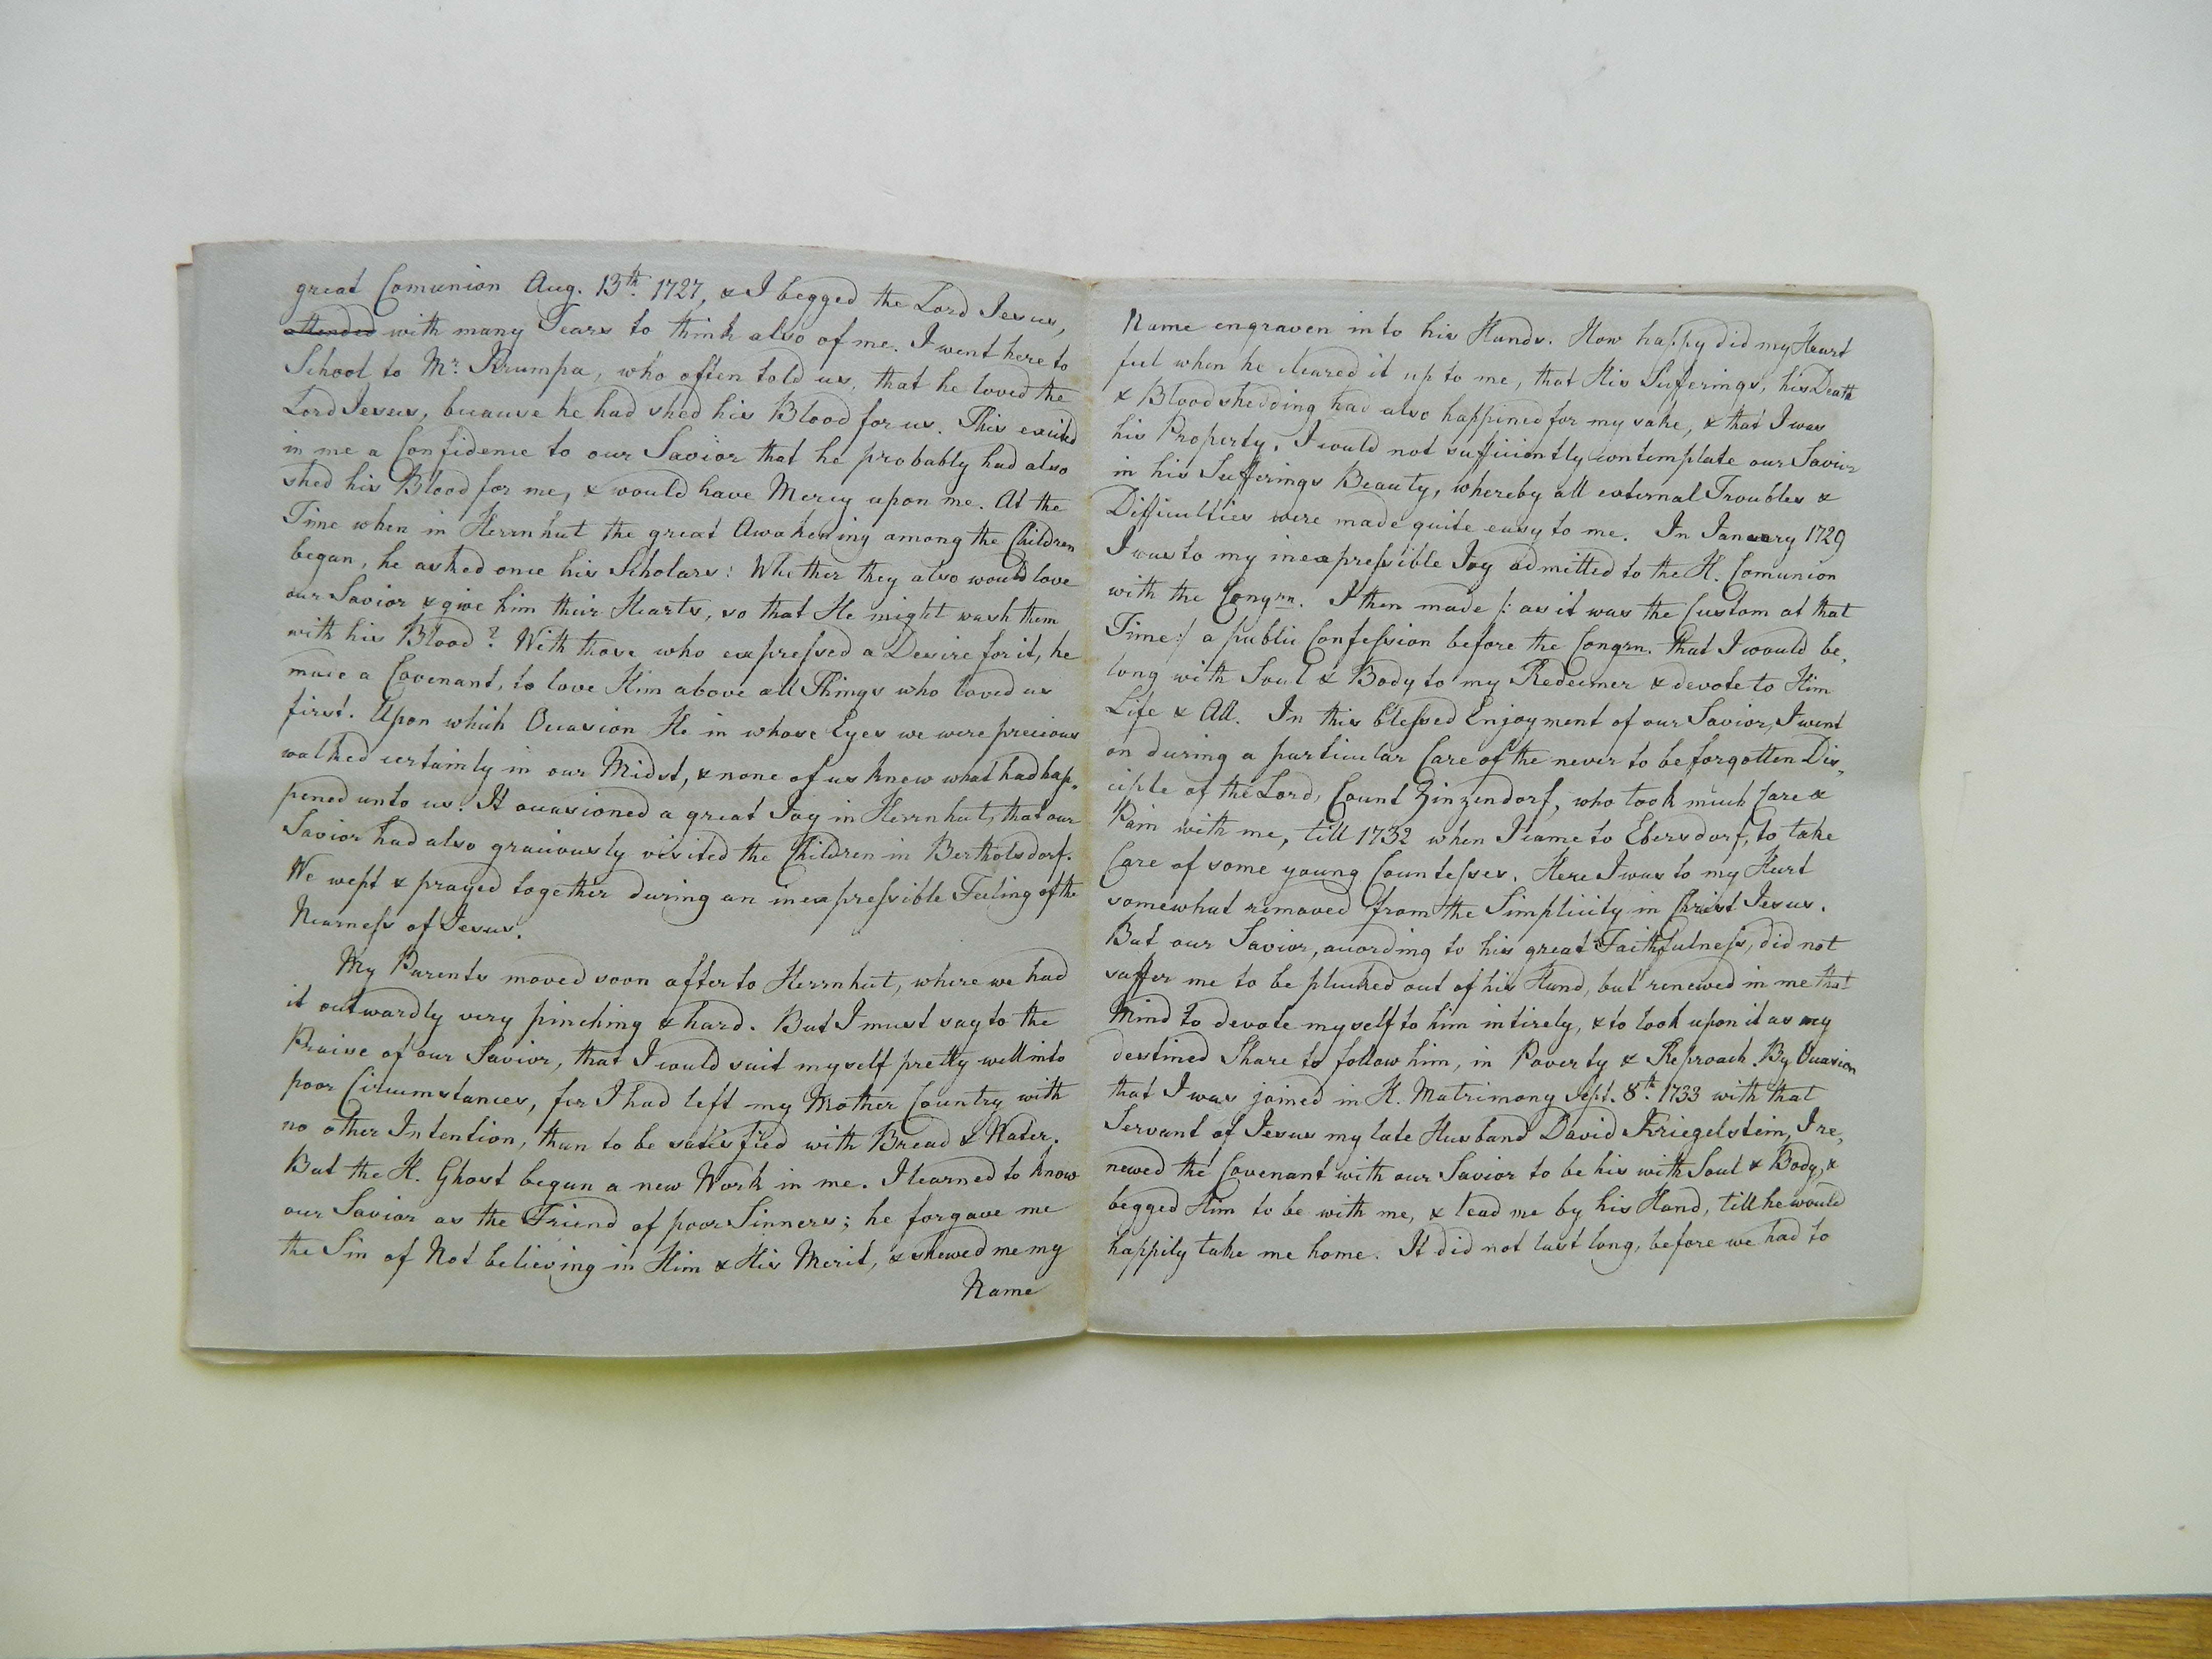 great Comunion Aug. 13th. 1727, & I begged the Lord Jesus,
attended with many Tears to think also of me. I went here to
School to Mr. Krumpa, who often told us, that he loved the
Lord Jesus, because he had shed his Blood for us. This excited
in me a Confidence to our Savior that he probably had also
shed his Blood for me, & would have Mercy upon me. At the
Time when in Herrnhut the great Awakening among the Children
began, he asked once his Scholars: Whether they also would love
our Savior & give him their Hearts, so that He might wash them
with his Blood? With those who expressed a Desire for it, he
made a Covenant, to love Him above all Things who loved us
first. Upon which Occasion He in whose Eyes we were precious
walked certainly in our Midst, & none of us knew what had hap,
pened unto us. It occasioned a great Joy in Herrnhut, that our
Savior had also graciously visited the Children in Bertholsdorf.
We wept & prayed together during an inexpressible Feeling of the
Nearness of Jesus.
My Parents moved soon after to Herrnhut, where we had
it outwardly very pinching & hard. But I must say to the
Praise of our Savior, that I could suit myself pretty well into
poor Circumstances, for I had left my Mother Country with
no other Intention, than to be satisfied with Bread & Water.
But the H. Ghost began a new Work in me. I learned to know
our Savior as the Friend of poor Sinners; he forgave me
the Sin of Not believing in Him & His Merit, & shewed me my
Name
Name engraven into his Hands. How happy did my Heart
feel when he cleared it up to me, that His Sufferings, his Death
& Bloodshedding had also happined for my sake, & that I was
his Property. I could not sufficiently contemplate our Savior
in his Sufferings Beauty, whereby all external Troubles &
Difficulties were made quite easy to me. In January 1729
I was to my inexpressible Joy admitted to the H. Comunion
with the Congrn. I then made /: as it was the Custom at that
Time:/ a public Confession before the Congrn. that I would be,
long with Soul & Body to my Redeemer & devote to Him
Life & All. In this blessed Enjoyment of our Savior, I went
on during a particular Care of the never to be forgotten Dis,
ciple of the Lord, Count Zinzendorf, who took much Care &
Pain with me, till 1732 when I came to Ebersdorf, to take
Care of some young Countesses. Here I was to my Hurt
somewhat removed from the Simplicity in Christ Jesus.
But our Savior, according to his great Faithfulness, did not
suffer me to be plucked out of his Hand, but renewed in me that
Mind to devote myself to him intirely, & to look upon it as my
destined Share to follow him, in Poverty & Reproach. By Occasion
that I was joined in H. Matrimony Sept. 8th. 1733 with that
Servant of Jesus my late Husband David Kriegelstein, I re,
newed the Covenant with our Savior to be his with Soul & Body, &
begged Him to be with me, & lead me by his Hand, till he would
happily take me home. It did not last long, before we had to